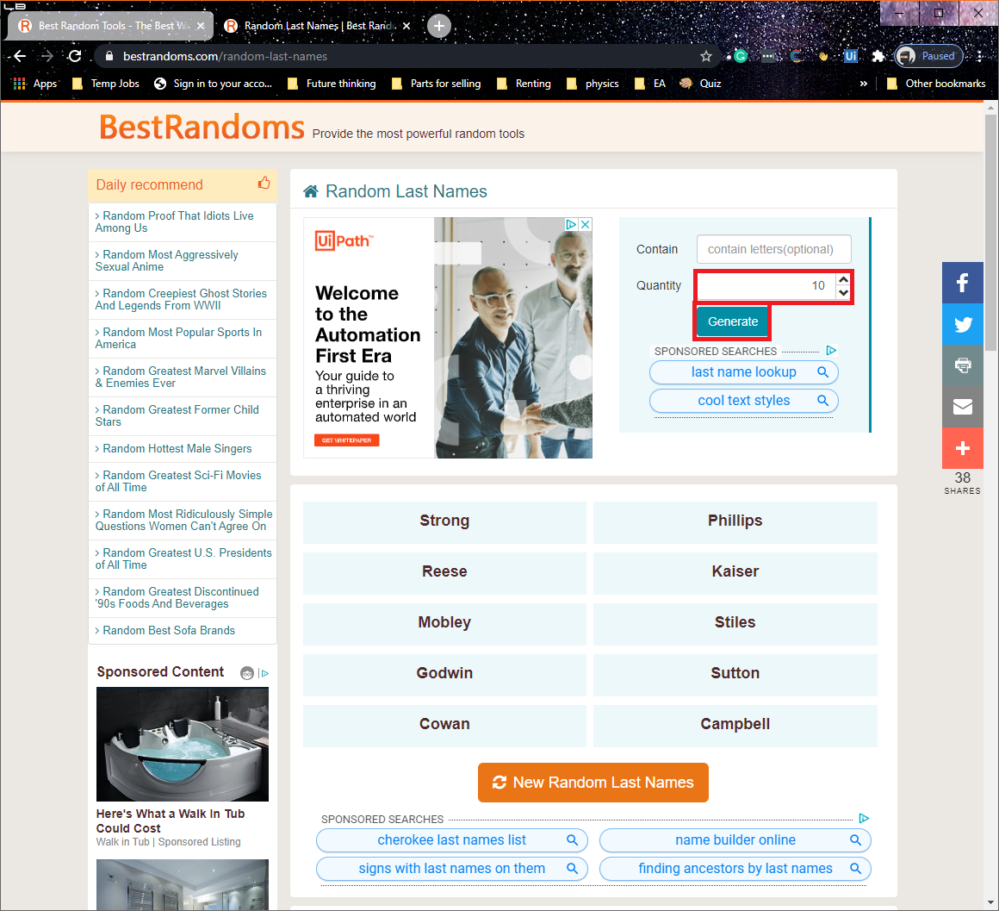 Best Random Tools - The Best W
Random Last Names | Best Rand
bestrandoms.com/random-last-names
Paused
Apps
Temp Jobs
Sign in to your acco...
Future thinking
Parts for selling
Renting
physics
EA
Quiz
»
Other bookmarks
BestRandoms
Provide the most powerful random tools
Daily recommend
> Random Proof That Idiots Live
Among Us
> Random Most Aggressively
Sexual Anime
> Random Creepiest Ghost Stories
And Legends From WWII
> Random Most Popular Sports In
America
> Random Greatest Marvel Villains
& Enemies Ever
> Random Greatest Former Child
Stars
> Random Hottest Male Singers
> Random Greatest Sci-Fi Movies
of All Time
> Random Most Ridiculously Simple
Questions Women Can't Agree On
> Random Greatest U.S. Presidents
of All Time
> Random Greatest Discontinued
'90s Foods And Beverages
> Random Best Sofa Brands
Sponsored Content
Here's What a Walk In Tub
Could Cost
Walk in Tub | Sponsored Listing
Random Last Names
Ui Path™
Welcome
to the
Automation
First Era
Your guide to
a thriving
enterprise in an
automated world
GET WHITEPAPER
Contain
contain letters(optional)
Quantity
10
Generate
SPONSORED SEARCHES
last name lookup
cool text styles
Strong
Phillips
Reese
Kaiser
Mobley
Stiles
Godwin
Sutton
Cowan
Campbell
New Random Last Names
SPONSORED SEARCHES
cherokee last names list
name builder online
signs with last names on them
finding ancestors by last names
38
SHARES